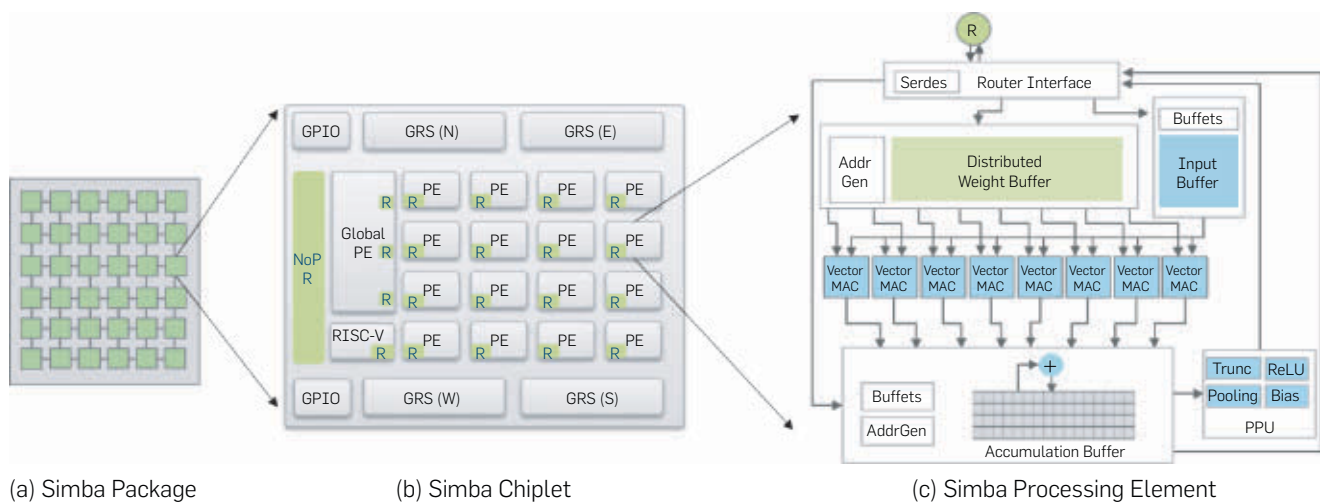 R
Serdes Router Interface
GPIO GRS (N) GRS (E)
Buffets
Addr Gen
Distributed Weight Buffer
Input Buffer
NoP R
Global PE
R R R
R PE R PE R PE R PE
R PE R PE R PE R PE
R PE R PE R PE R PE
RISC-V R
R PE R PE R PE R PE
GPIO GRS (W) GRS (S)
Vector MAC Vector MAC Vector MAC Vector MAC Vector MAC Vector MAC Vector MAC Vector MAC
+
Buffets
AddrGen
Accumulation Buffer
Trunc ReLU
Pooling Bias
PPU
(a) Simba Package (b) Simba Chiplet (c) Simba Processing Element